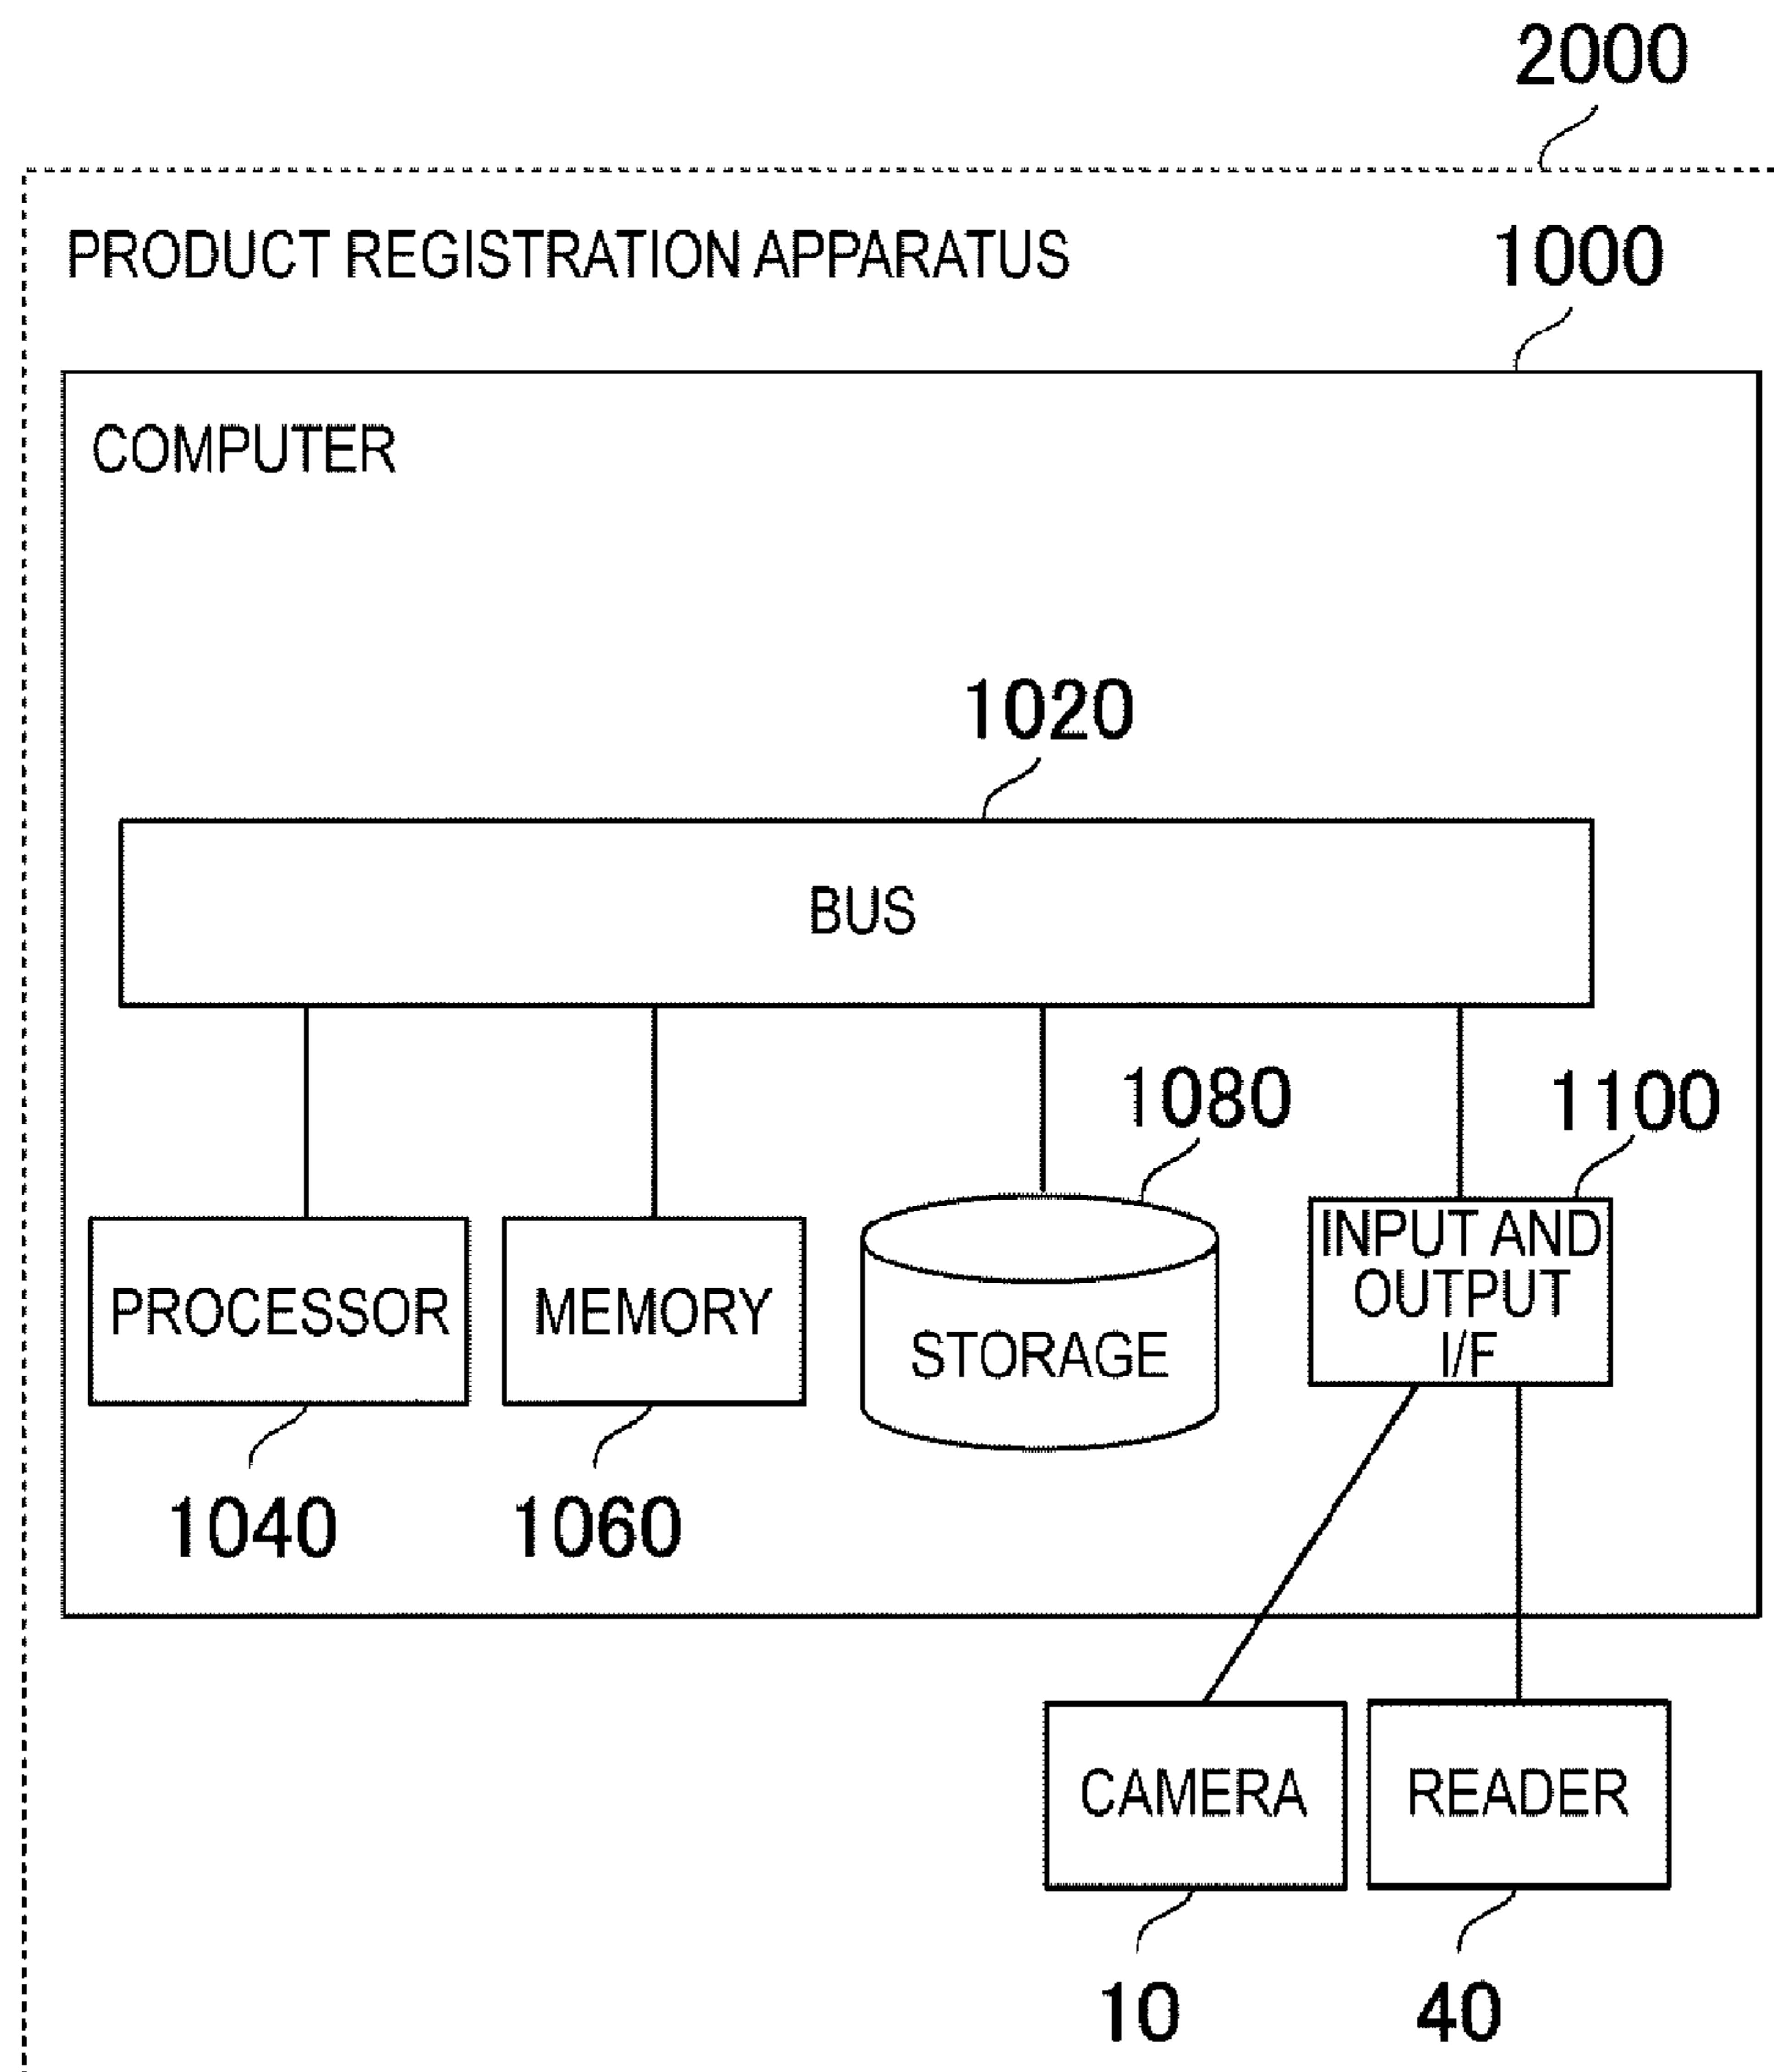 2000
PRODUCT REGISTRATION APPARATUS
1000
COMPUTER
1020
BUS
1080
1100
PROCESSOR
MEMORY
STORAGE
INPUT AND
OUTPUT
I/F
1040
1060
CAMERA
READER
10
40